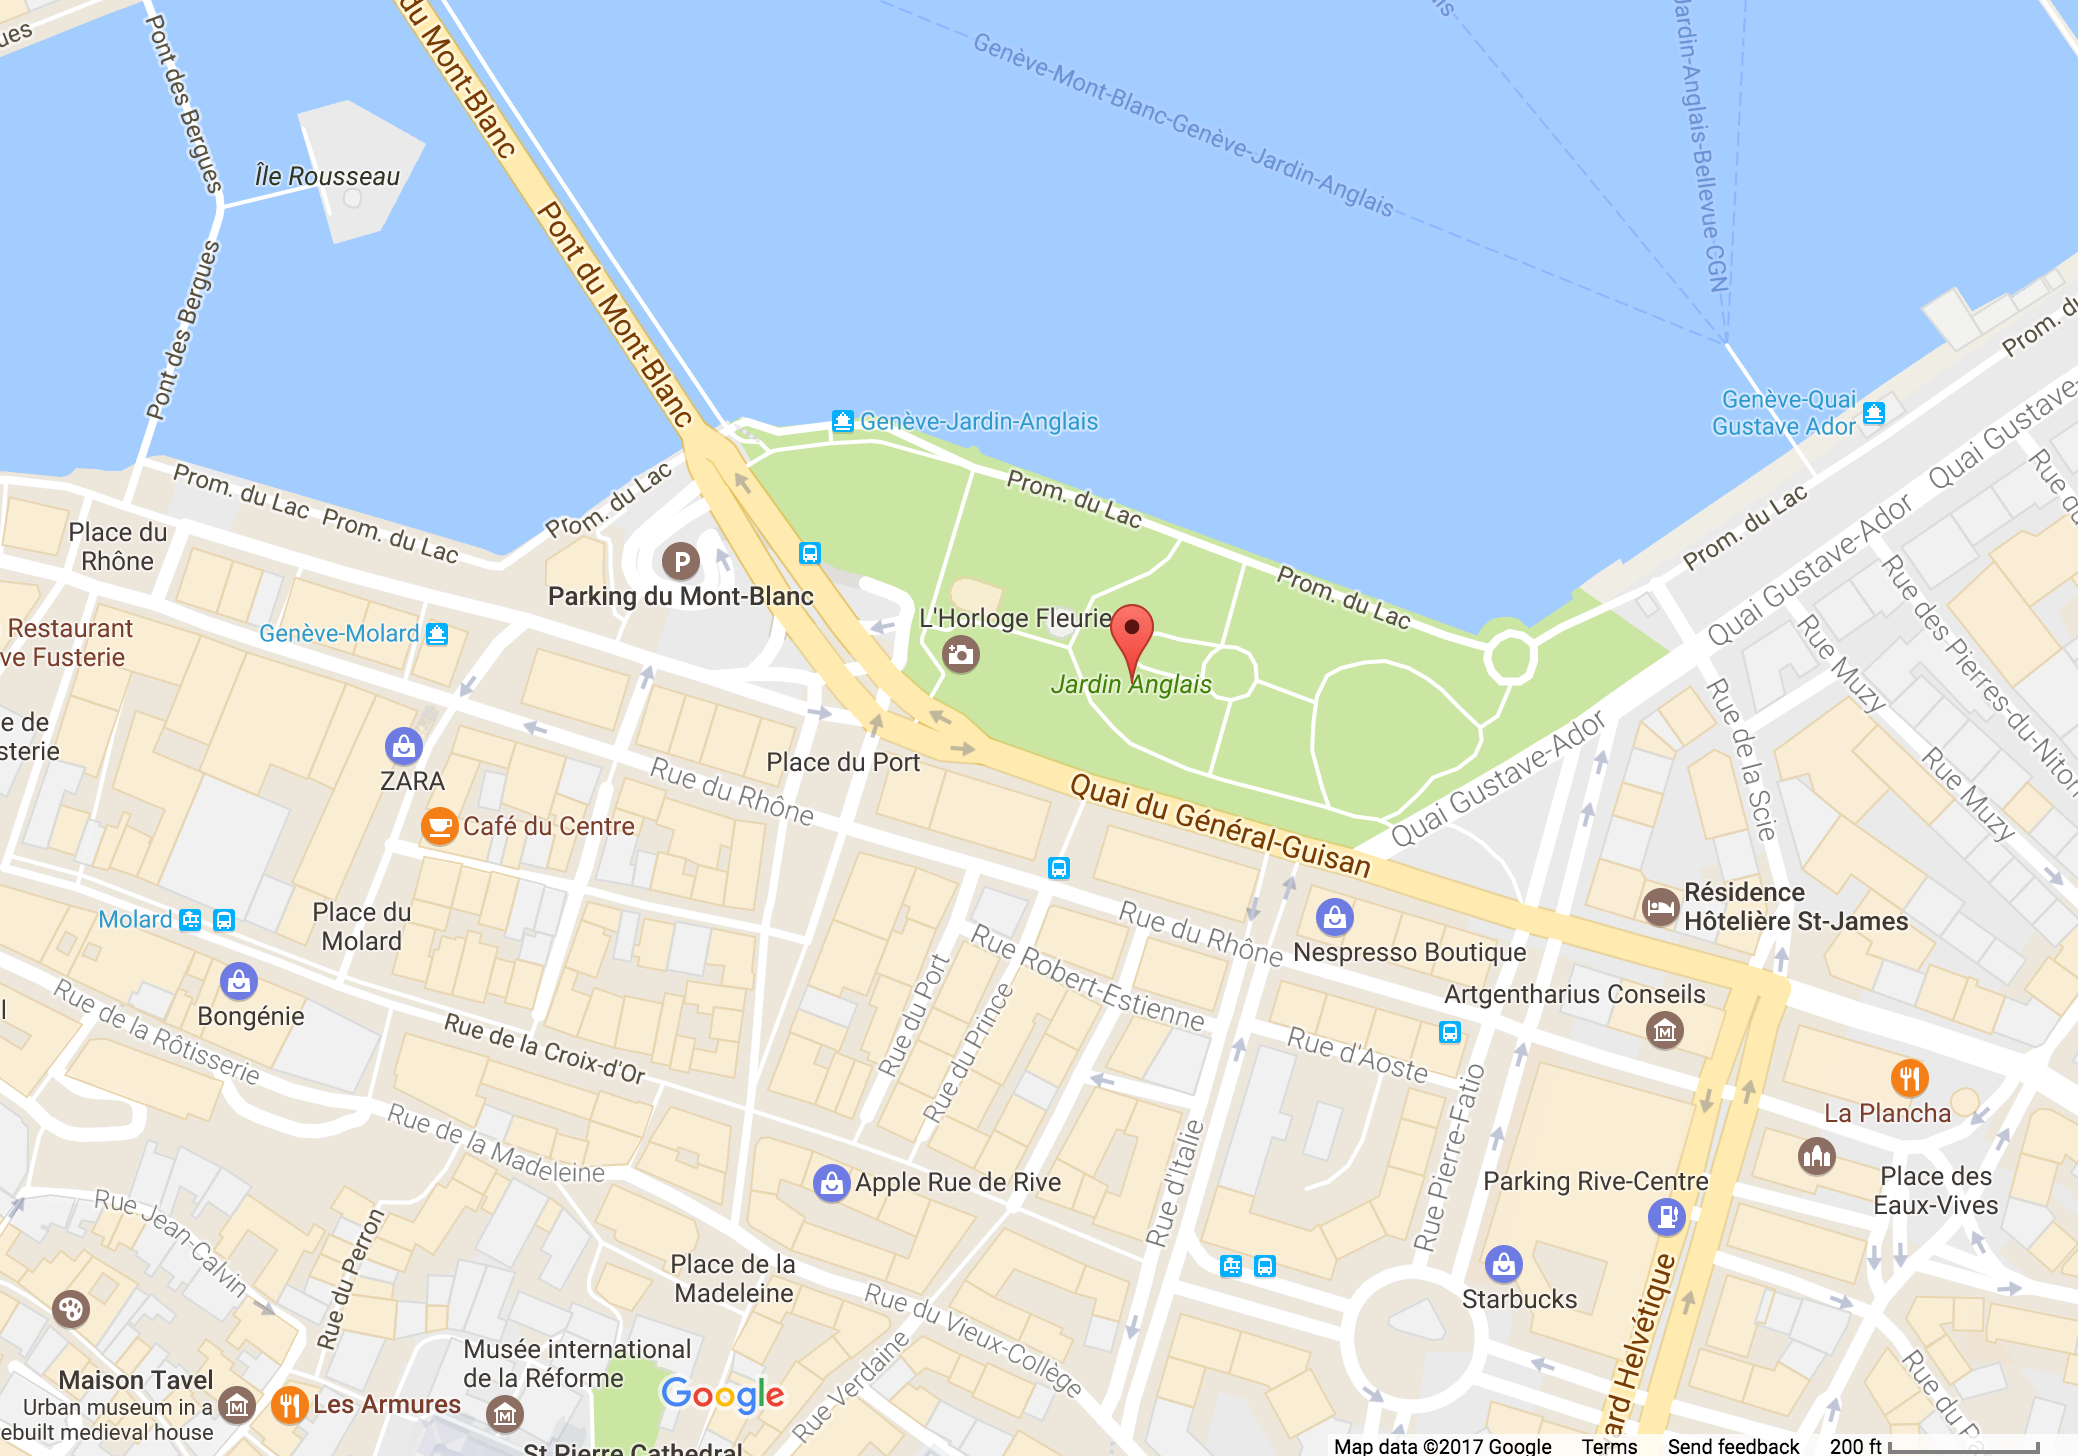 ues
Pont des Bergues
du Mont-Blanc
Genève-Mont-Blanc-Genève-Jardin-Anglais
Jardin-Anglais-Bellevue CGN
Île Rousseau
Pont du Mont-Blanc
Pont des Bergues
Prom. du
Genève-Quai
Gustave Ador
Genève-Jardin-Anglais
Quai Gustave-
Prom. du Lac
Prom. du Lac
Prom. du Lac
Prom. du Lac
Prom. du Lac
Quai Gustave-Ador
Rue du
Place du
Rhône
Parking du Mont-Blanc
Prom. du Lac
L'Horloge Fleurie
Genève-Molard
Restaurant
ve Fusterie
Jardin Anglais
Rue des Pierres-du-Niton
Rue Muzy
Rue Muzy
Rue de la Scie
e de
sterie
ZARA
Place du Port
Rue du Rhône
Quai du Général-Guisan
Quai Gustave-Ador
Café du Centre
Molard
Place du
Molard
Résidence
Hôtelière St-James
Nespresso Boutique
Rue du Rhône
Rue Robert-Estienne
Artgentharius Conseils
Bongénie
Rue de la Rôtisserie
Rue de la Croix-d'Or
Rue du Port
Rue du Prince
Rue d'Aoste
Rue Pierre-Fatio
La Plancha
Rue de la Madeleine
Rue d'Italie
Apple Rue de Rive
Parking Rive-Centre
Place des
Eaux-Vives
Rue Jean-Calvin
Rue du Perron
Place de la
Madeleine
Rue du Vieux-Collège
Starbucks
ard Helvétique
Musée international
de la Réforme
Rue Verdaine
Maison Tavel
Urban museum in a
ebuilt medieval house
Les Armures
Google
St Pierre Cathedral
Rue du Pa
Map data ©2017 Google Terms Send feedback 200 ft